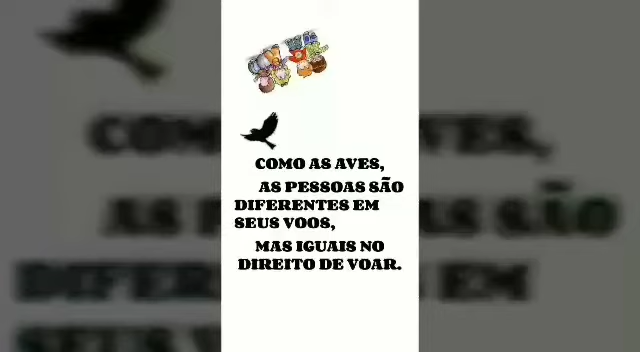 COMO AS AVES,
AS PESSOAS SÃO
DIFERENTES EM
SEUS VOOS,
MAS IGUAIS NO
DIREITO DE VOAR.